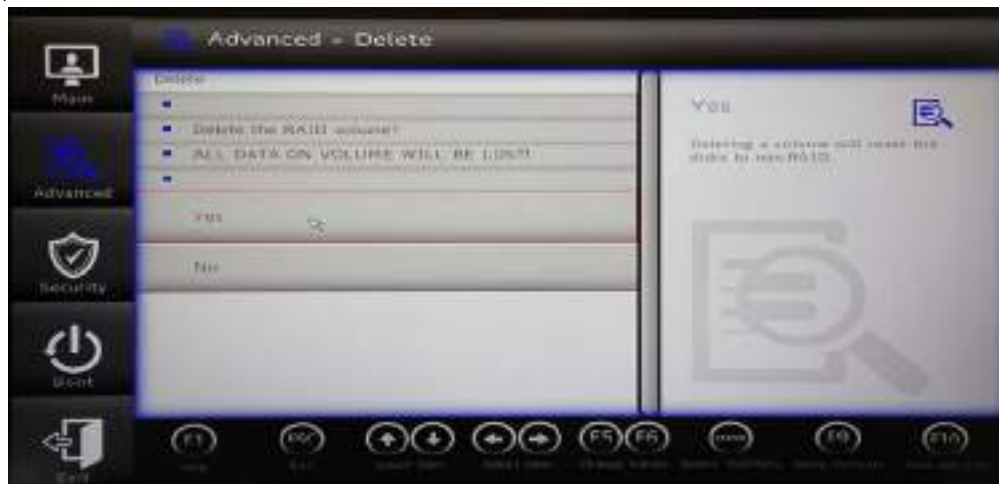 Advanced - Delete
Main
Advanced
Security
Boot
Exit
Delete
Delete the RAID volume?
ALL DATA ON VOLUME WILL BE LOST!
Yes
No
Yes
Deleting a volume will reset the
disks to non-RAID.
F1
ESC
F5 F6
F9
F10